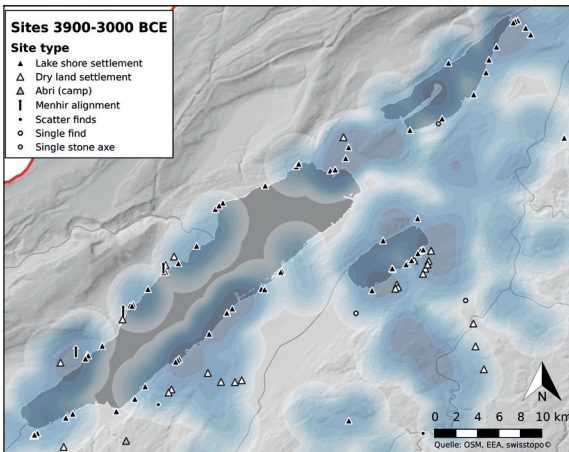 Sites 3900-3000 BCE
Site type
Lake shore settlement
Dry land settlement
Abri (camp)
Menhir alignment
Scatter finds
Single find
Single stone axe
N
0 2 4 6 8 10 km
Quelle: OSM, EEA, swisstopo©